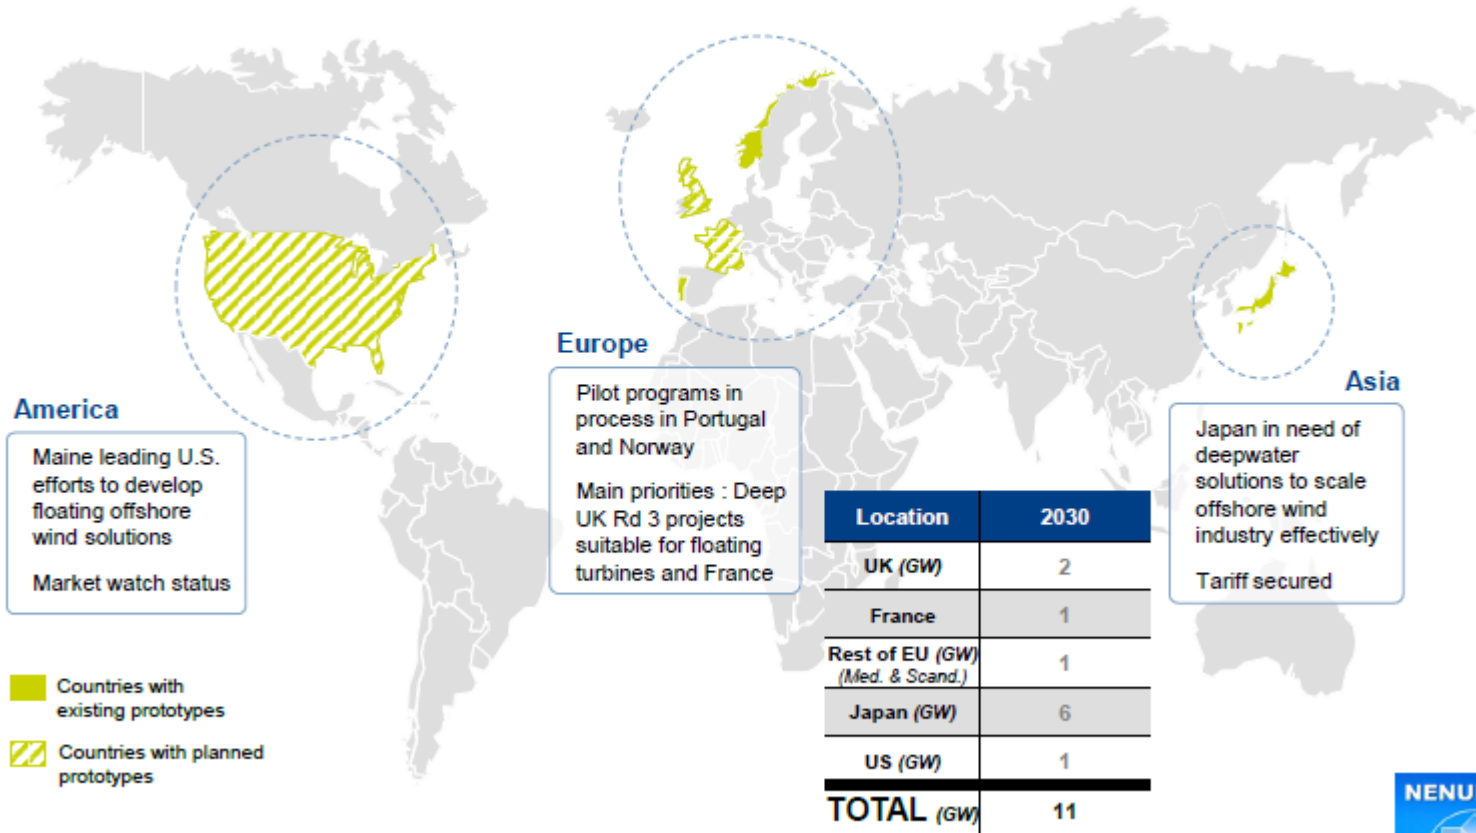 Europe
Pilot programs in
process in Portugal
and Norway
Main priorities : Deep
UK Rd 3 projects
suitable for floating
turbines and France
America
Maine leading U.S.
efforts to develop
floating offshore
wind solutions
Market watch status
Asia
Japan in need of
deepwater
solutions to scale
offshore wind
industry effectively
Tariff secured
Location 2030
UK (GW) 2
France 1
Rest of EU (GW) 1
(Med. & Scand.)
Japan (GW) 6
US (GW) 1
TOTAL (GW) 11
Countries with
existing prototypes
Countries with planned
prototypes
NENU